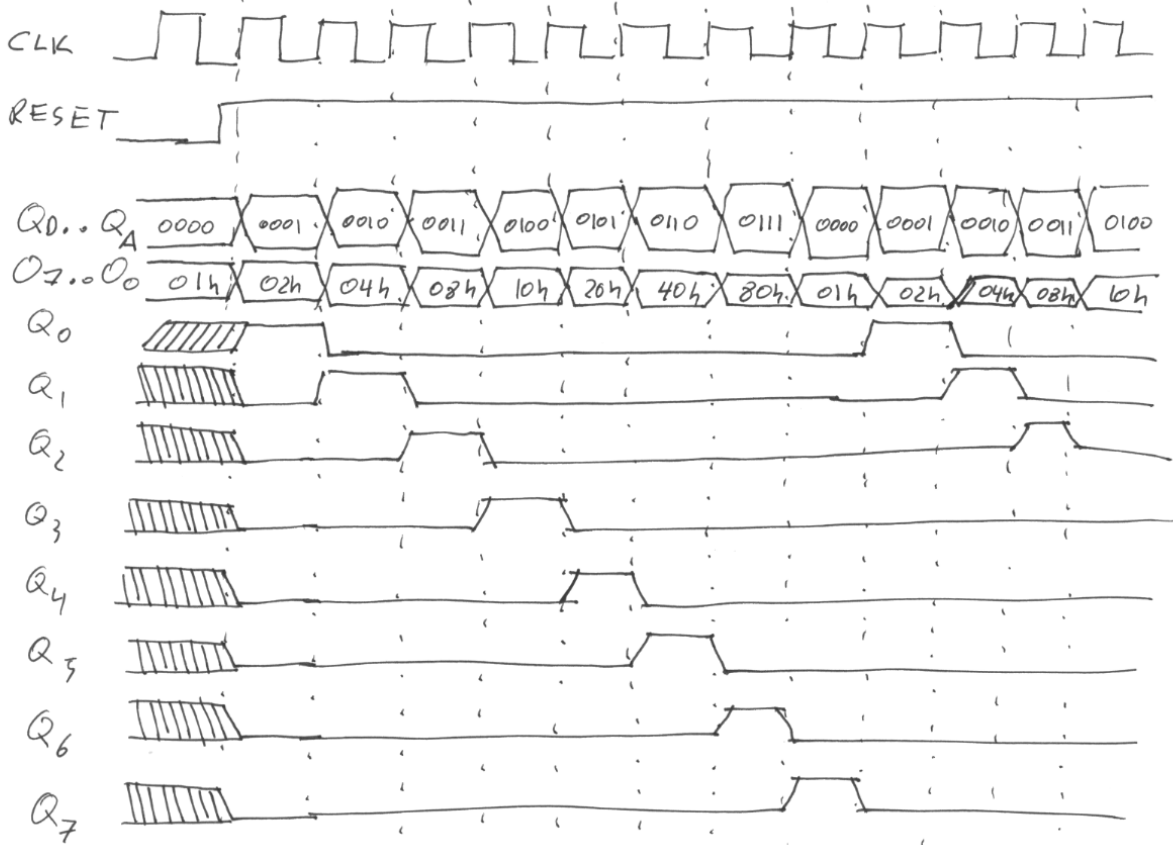 CLK
RESET
QD..QA 0000 0001 0010 0011 0100 0101 0110 0111 0000 0001 0010 0011 0100
O7..O0 01h 02h 04h 08h 10h 20h 40h 80h 01h 02h 04h 08h 10h
Q0
Q1
Q2
Q3
Q4
Q5
Q6
Q7